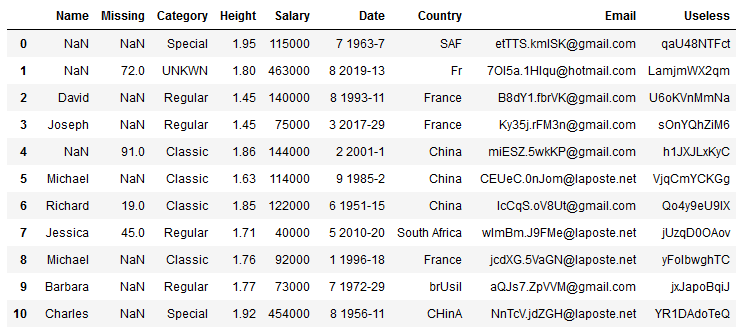 Name Missing Category Height Salary Date Country Email Useless
0 NaN NaN Special 1.95 115000 7 1963-7 SAF etTTS.kmISK@gmail.com qaU48NTFct
1 NaN 72.0 UNKWN 1.80 463000 8 2019-13 Fr 7OI5a.1HIqu@hotmail.com LamjmWX2qm
2 David NaN Regular 1.45 140000 8 1993-11 France B8dY1.fbrVK@gmail.com U6oKVnMmNa
3 Joseph NaN Regular 1.45 75000 3 2017-29 France Ky35j.rFM3n@gmail.com sOnYQhZiM6
4 NaN 91.0 Classic 1.86 144000 2 2001-1 China miESZ.5wkKP@gmail.com h1JXJLxKyC
5 Michael NaN Classic 1.63 114000 9 1985-2 China CEUeC.0nJom@laposte.net VjqCmYCKGg
6 Richard 19.0 Classic 1.85 122000 6 1951-15 China IcCqS.oV8Ut@gmail.com Qo4y9eU9IX
7 Jessica 45.0 Regular 1.71 40000 5 2010-20 South Africa wImBm.J9FMe@laposte.net jUzqD0OAov
8 Michael NaN Classic 1.76 92000 1 1996-18 France jcdXG.5VaGN@laposte.net yFolbwghTC
9 Barbara NaN Regular 1.77 73000 7 1972-29 brUsil aQJs7.ZpVVM@gmail.com jxJapoBqiJ
10 Charles NaN Special 1.92 454000 8 1956-11 CHinA NnTcV.jdZGH@laposte.net YR1DAdoTeQ